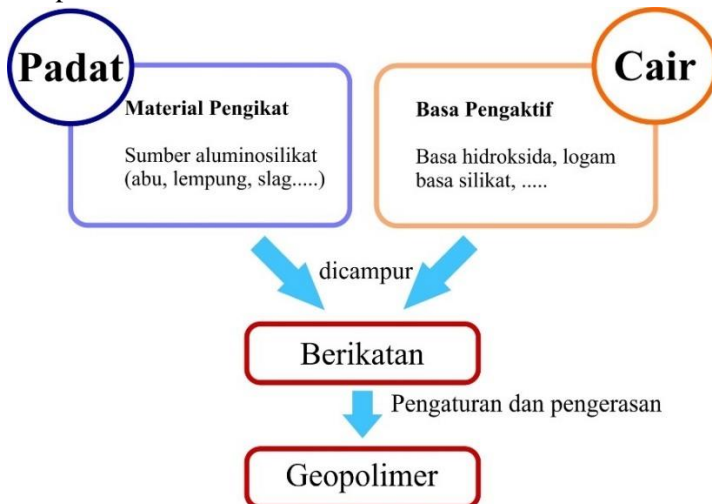 Padat
Material Pengikat
Sumber aluminosilikat
(abu, lempung, slag.....)
Cair
Basa Pengaktif
Basa hidroksida, logam
basa silikat, .....
dicampur
Berikatan
Pengaturan dan pengerasan
Geopolimer